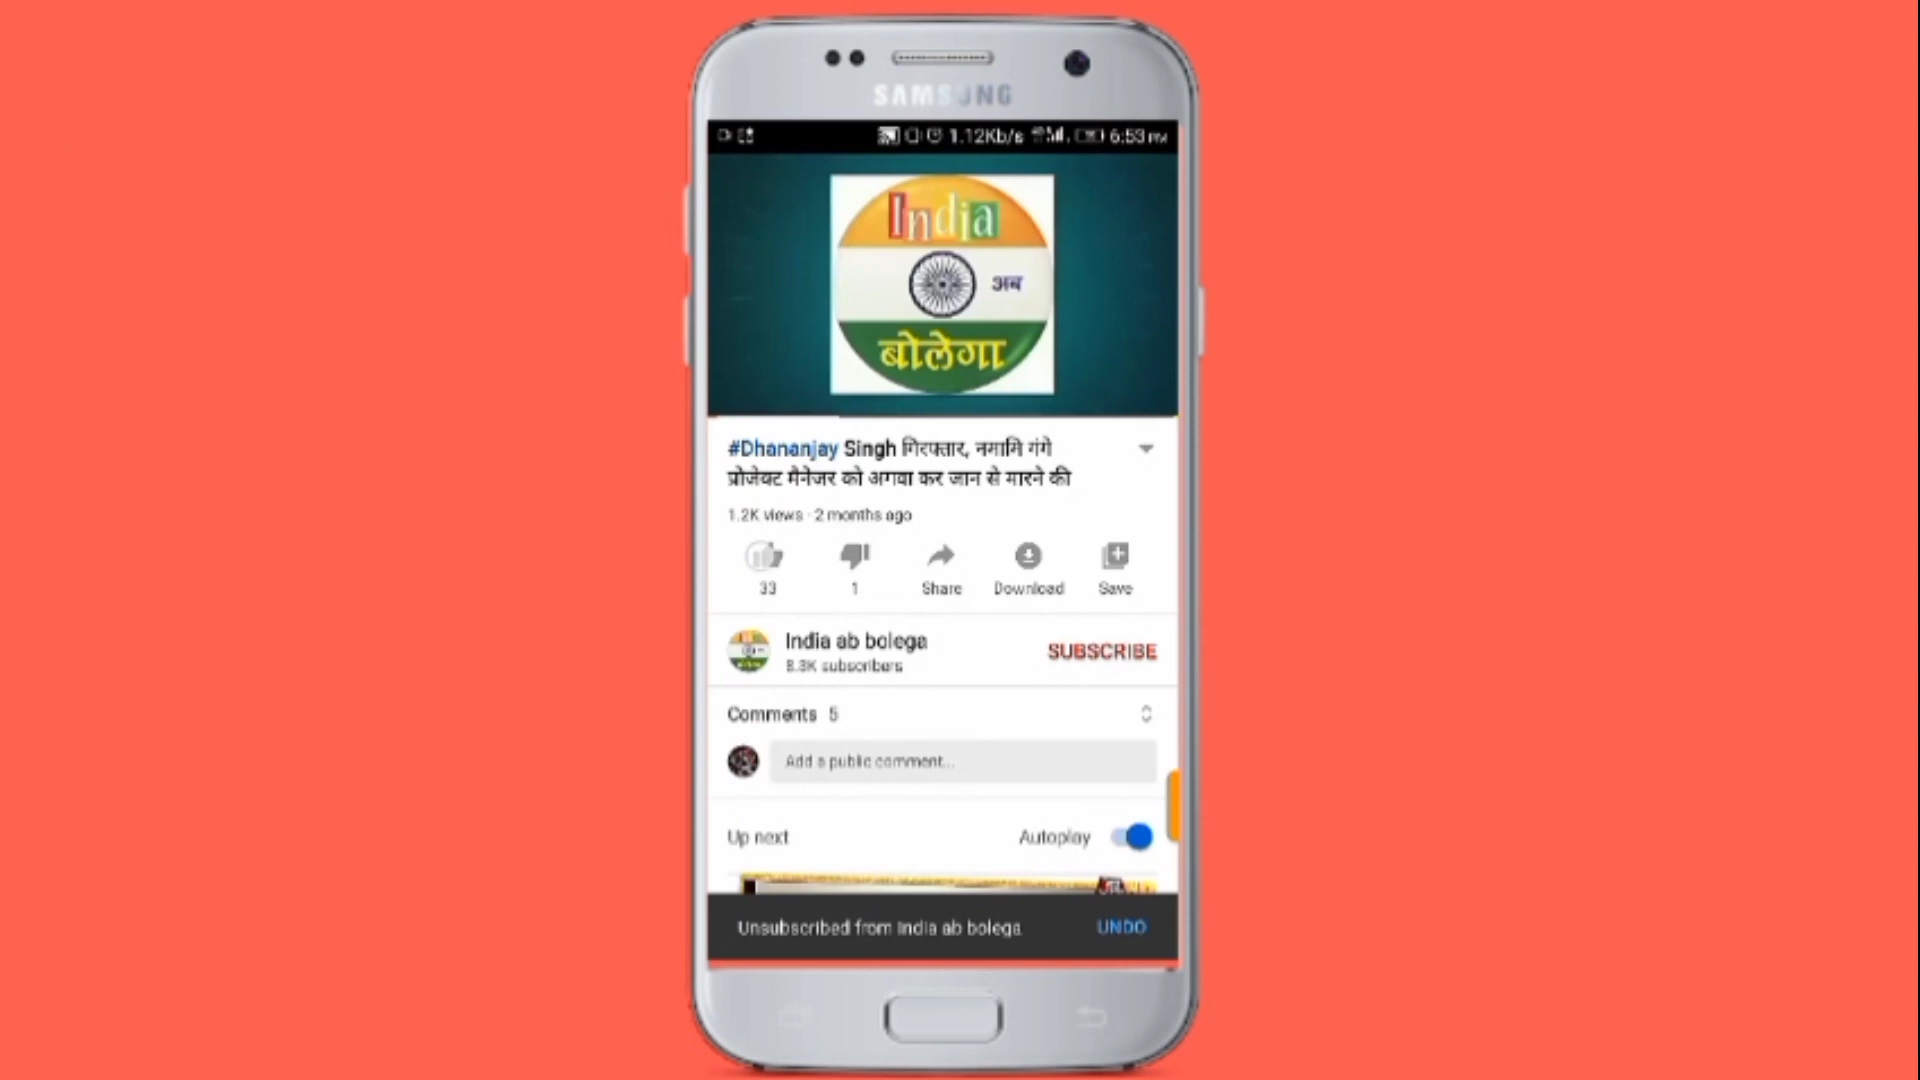 SAMSUNG
1.12Kb/s 6:53 PM
India
अब
बोलेगा
#Dhananjay Singh गिरफ्तार, नमामि गंगे
प्रोजेक्ट मैनेजर को अगवा कर जान से मारने की
1.2K views · 2 months ago
33 1 Share Download Save
India ab bolega
8.3K subscribers
SUBSCRIBE
Comments 5
Add a public comment...
Up next Autoplay
Unsubscribed from India ab bolega UNDO